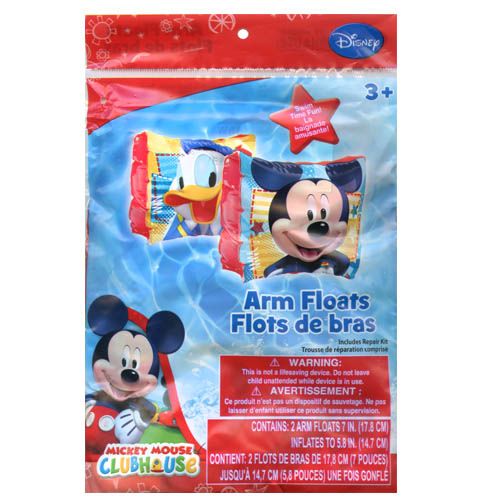 Disney
3+
Swim
Time Fun!
La
baignade
amusante!
Arm Floats
Flots de bras
Includes Repair Kit
Trousse de réparation comprise
⚠ WARNING:
This is not a lifesaving device. Do not leave
child unattended while device is in use.
⚠ AVERTISSEMENT :
Ce produit n'est pas un dispositif de sauvetage. Ne pas
laisser d'enfant utiliser ce produit sans supervision.
CONTAINS: 2 ARM FLOATS 7 IN. (17.8 CM)
INFLATES TO 5.8 IN. (14.7 CM)
CONTIENT: 2 FLOTS DE BRAS DE 17,8 CM (7 POUCES)
JUSQU'À 14,7 CM (5,8 POUCES) UNE FOIS GONFLÉ
MICKEY MOUSE
CLUBHOUSE